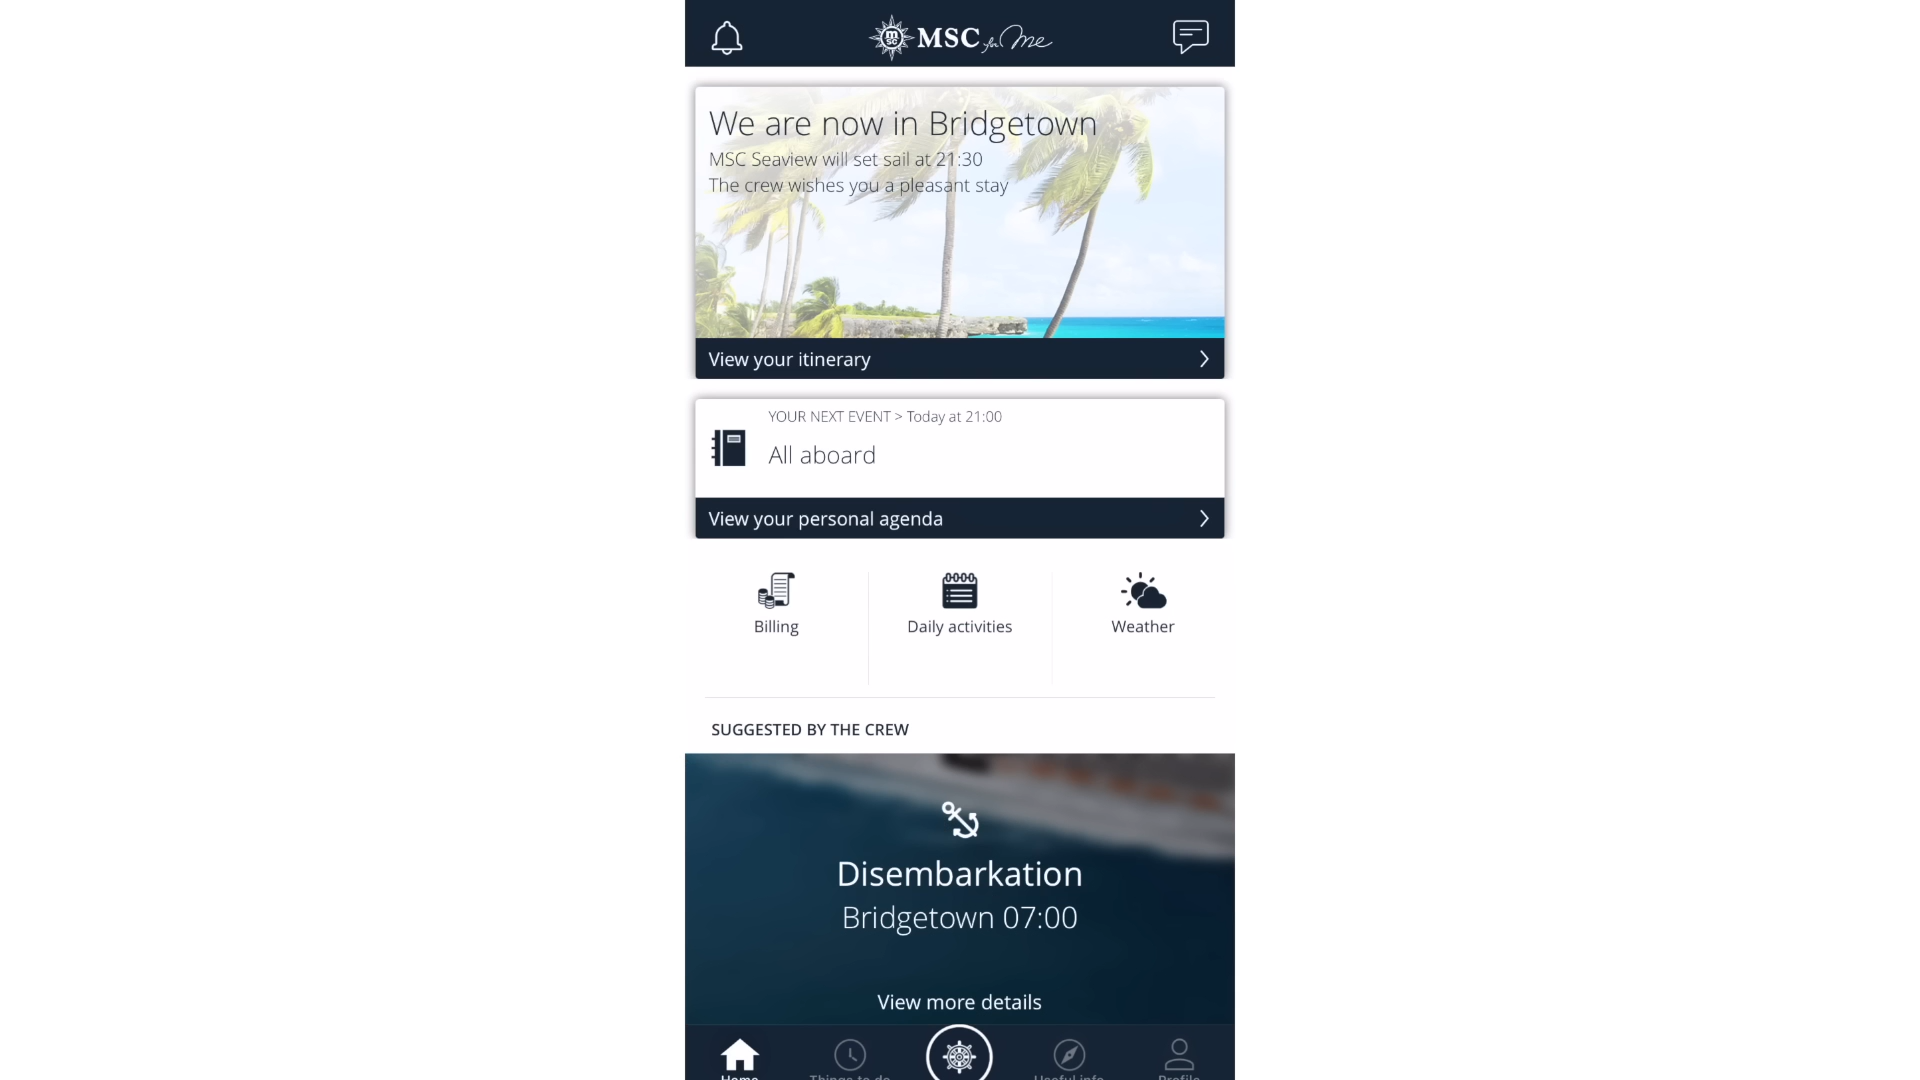 MSC for Me
We are now in Bridgetown
MSC Seaview will set sail at 21:30
The crew wishes you a pleasant stay
View your itinerary
YOUR NEXT EVENT > Today at 21:00
All aboard
View your personal agenda
Billing
Daily activities
Weather
SUGGESTED BY THE CREW
Disembarkation
Bridgetown 07:00
View more details
Home
Things to do
Useful info
Profile